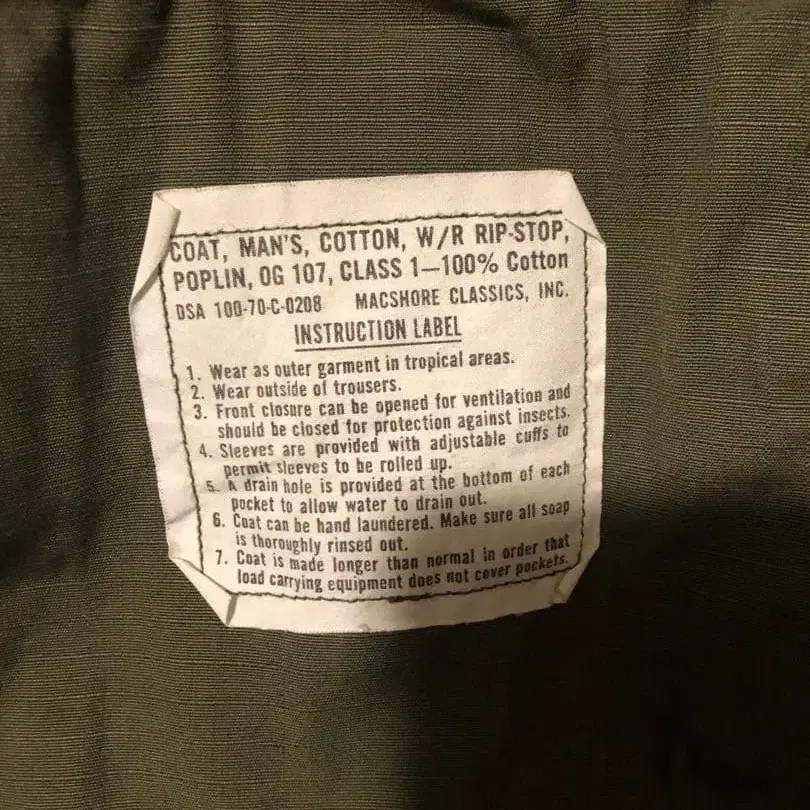 COAT, MAN'S, COTTON, W/R RIP-STOP,
POPLIN, OG 107, CLASS 1—100% Cotton
DSA 100-70-C-0208 MACSHORE CLASSICS, INC.
INSTRUCTION LABEL
1. Wear as outer garment in tropical areas.
2. Wear outside of trousers.
3. Front closure can be opened for ventilation and
should be closed for protection against insects.
4. Sleeves are provided with adjustable cuffs to
permit sleeves to be rolled up.
5. A drain hole is provided at the bottom of each
pocket to allow water to drain out.
6. Coat can be hand laundered. Make sure all soap
is thoroughly rinsed out.
7. Coat is made longer than normal in order that
load carrying equipment does not cover pockets.